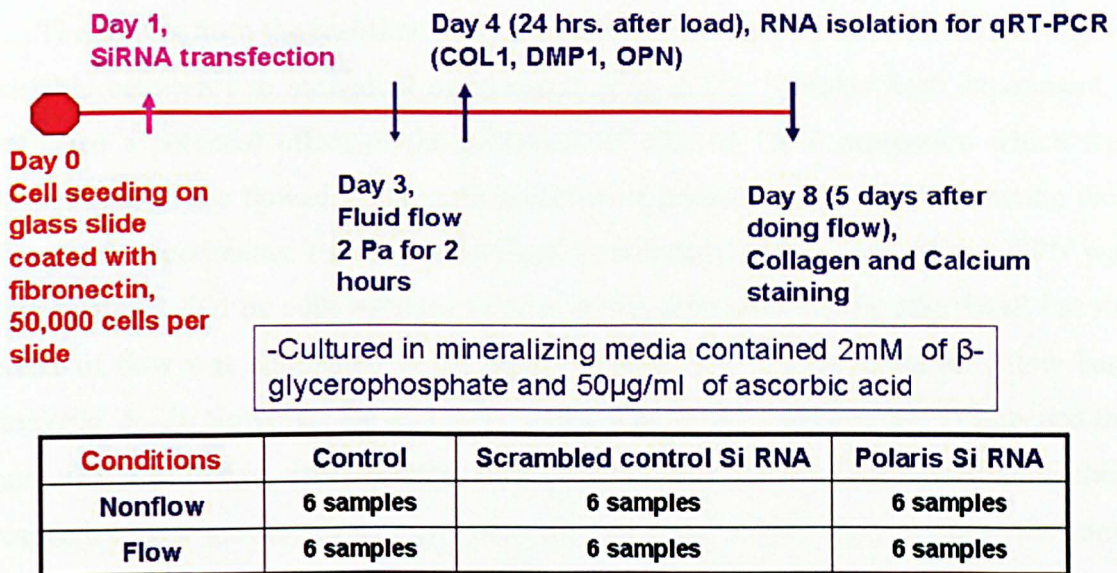 Day 1,
SiRNA transfection
Day 4 (24 hrs. after load), RNA isolation for qRT-PCR
(COL1, DMP1, OPN)
Day 0
Cell seeding on
glass slide
coated with
fibronectin,
50,000 cells per
slide
Day 3,
Fluid flow
2 Pa for 2
hours
Day 8 (5 days after
doing flow),
Collagen and Calcium
staining
-Cultured in mineralizing media contained 2mM of β-
glycerophosphate and 50µg/ml of ascorbic acid
Conditions Control Scrambled control Si RNA Polaris Si RNA
Nonflow 6 samples 6 samples 6 samples
Flow 6 samples 6 samples 6 samples